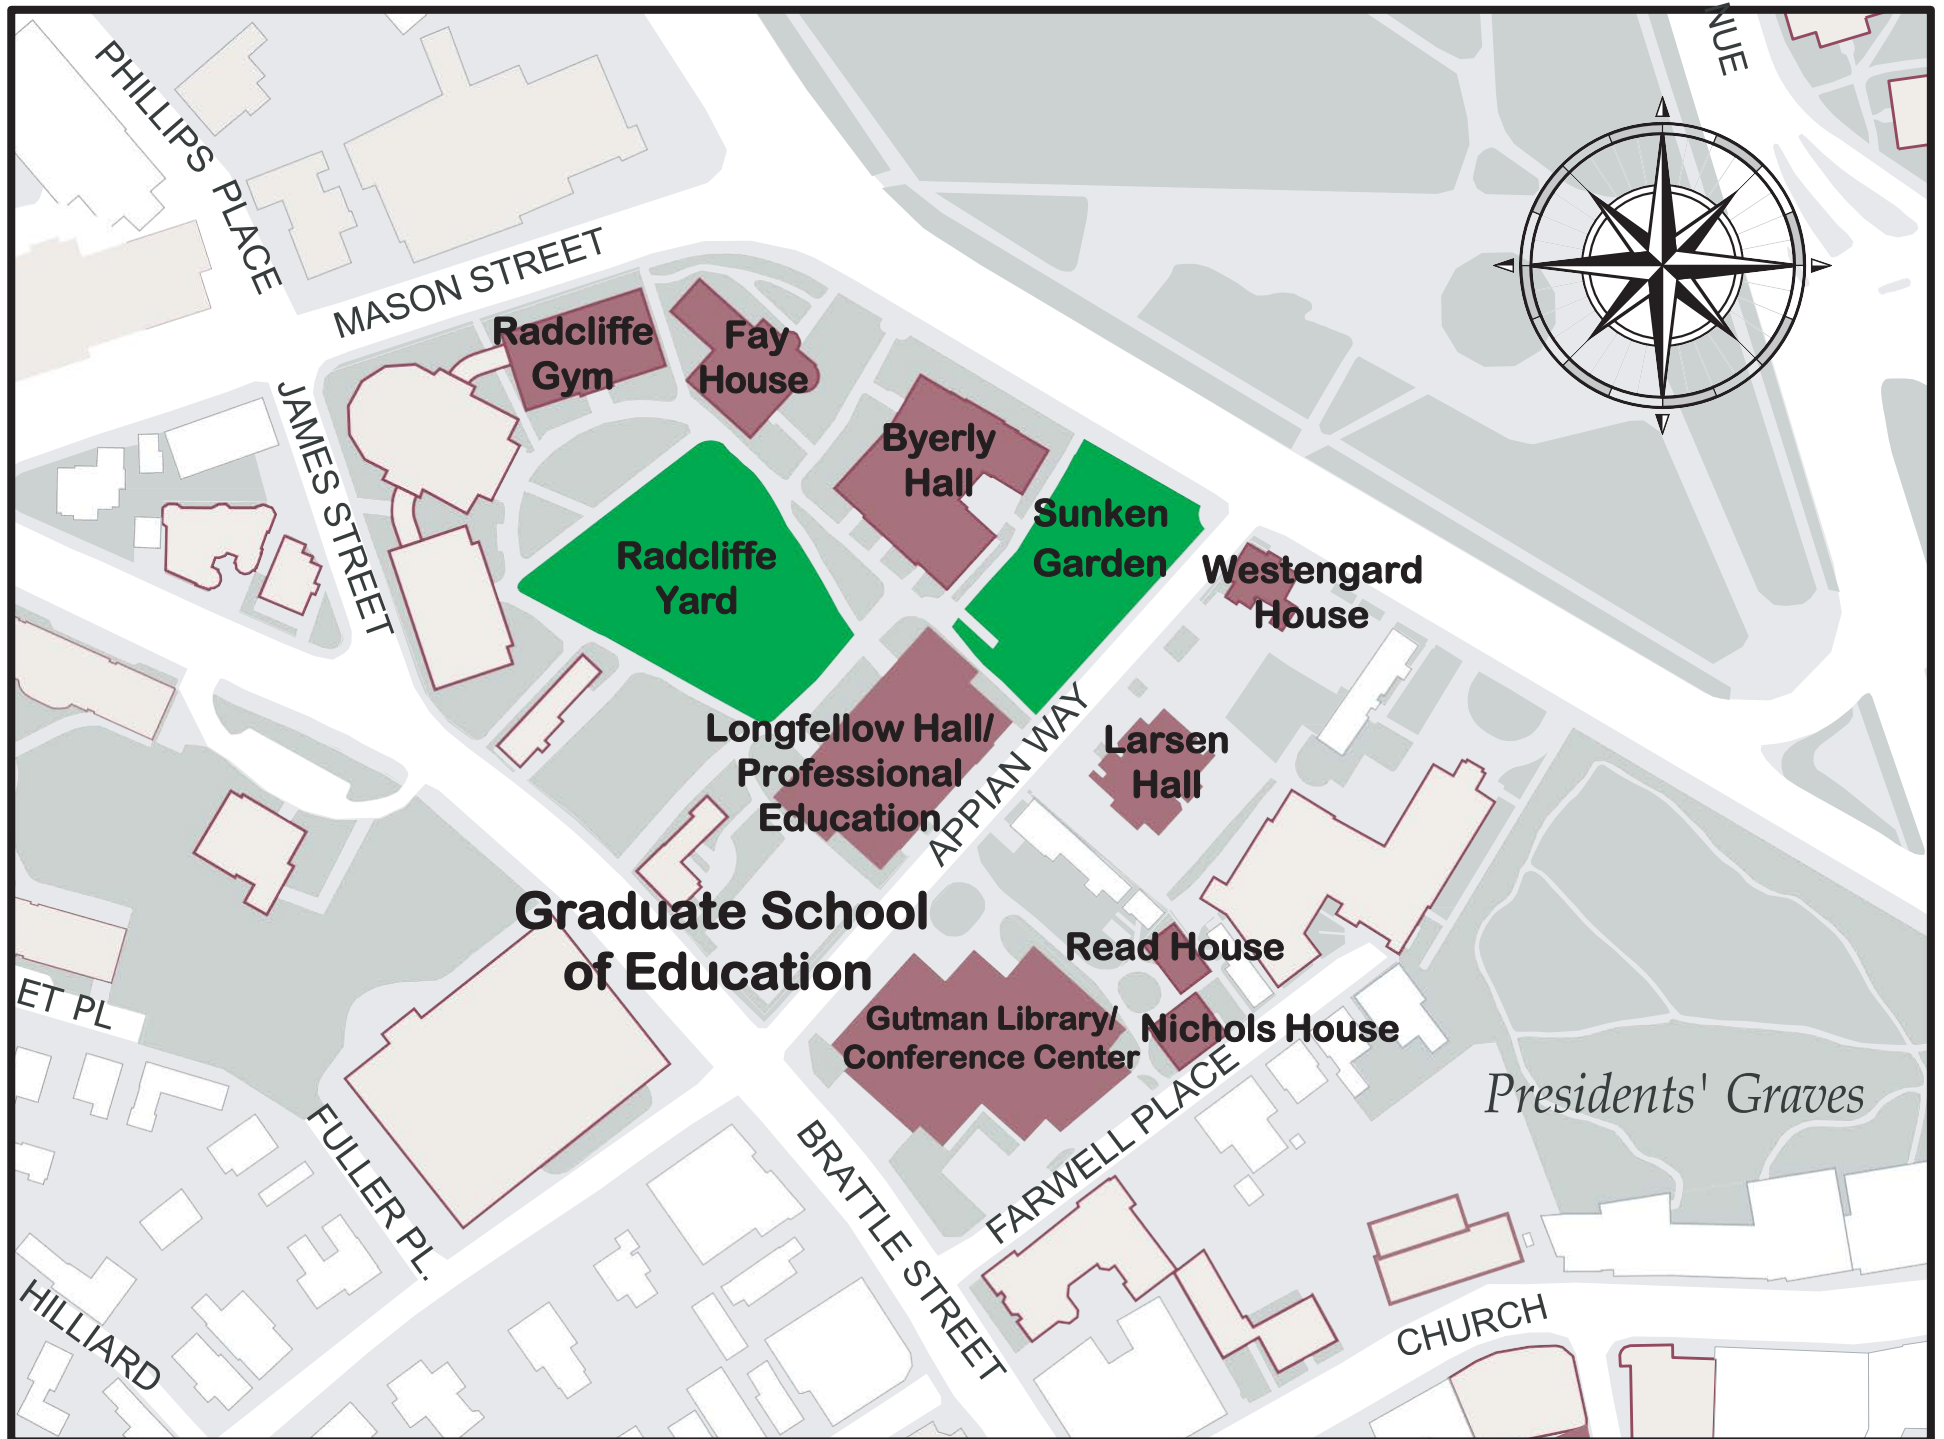 NUE
PHILLIPS PLACE
MASON STREET
Radcliffe
Gym
Fay
House
JAMES STREET
Byerly
Hall
Sunken
Garden
Radcliffe
Yard
Westengard
House
Longfellow Hall/
Professional
Education
APPIAN WAY
Larsen
Hall
Graduate School
of Education
Read House
Gutman Library/
Conference Center
Nichols House
ET PL
Presidents' Graves
FULLER PL.
BRATTLE STREET
FARWELL PLACE
HILLIARD
CHURCH